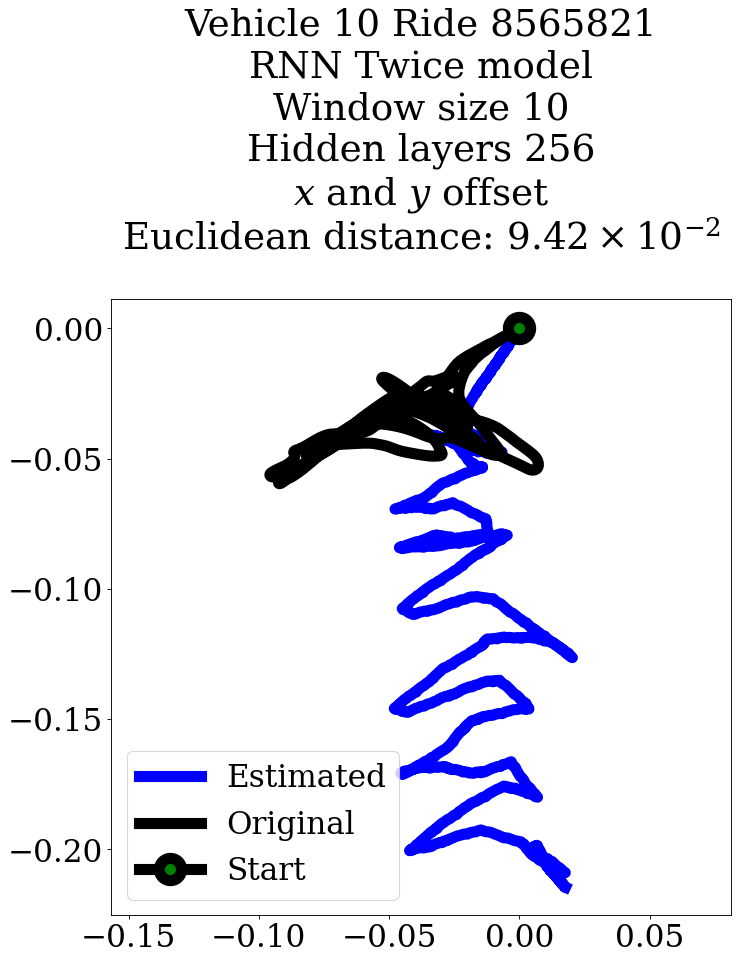 Vehicle 10 Ride 8565821
RNN Twice model
Window size 10
Hidden layers 256
x and y offset
Euclidean distance: 9.42 × 10⁻²
0.00
−0.05
−0.10
−0.15
−0.20
Estimated
Original
Start
−0.15 −0.10 −0.05 0.00 0.05